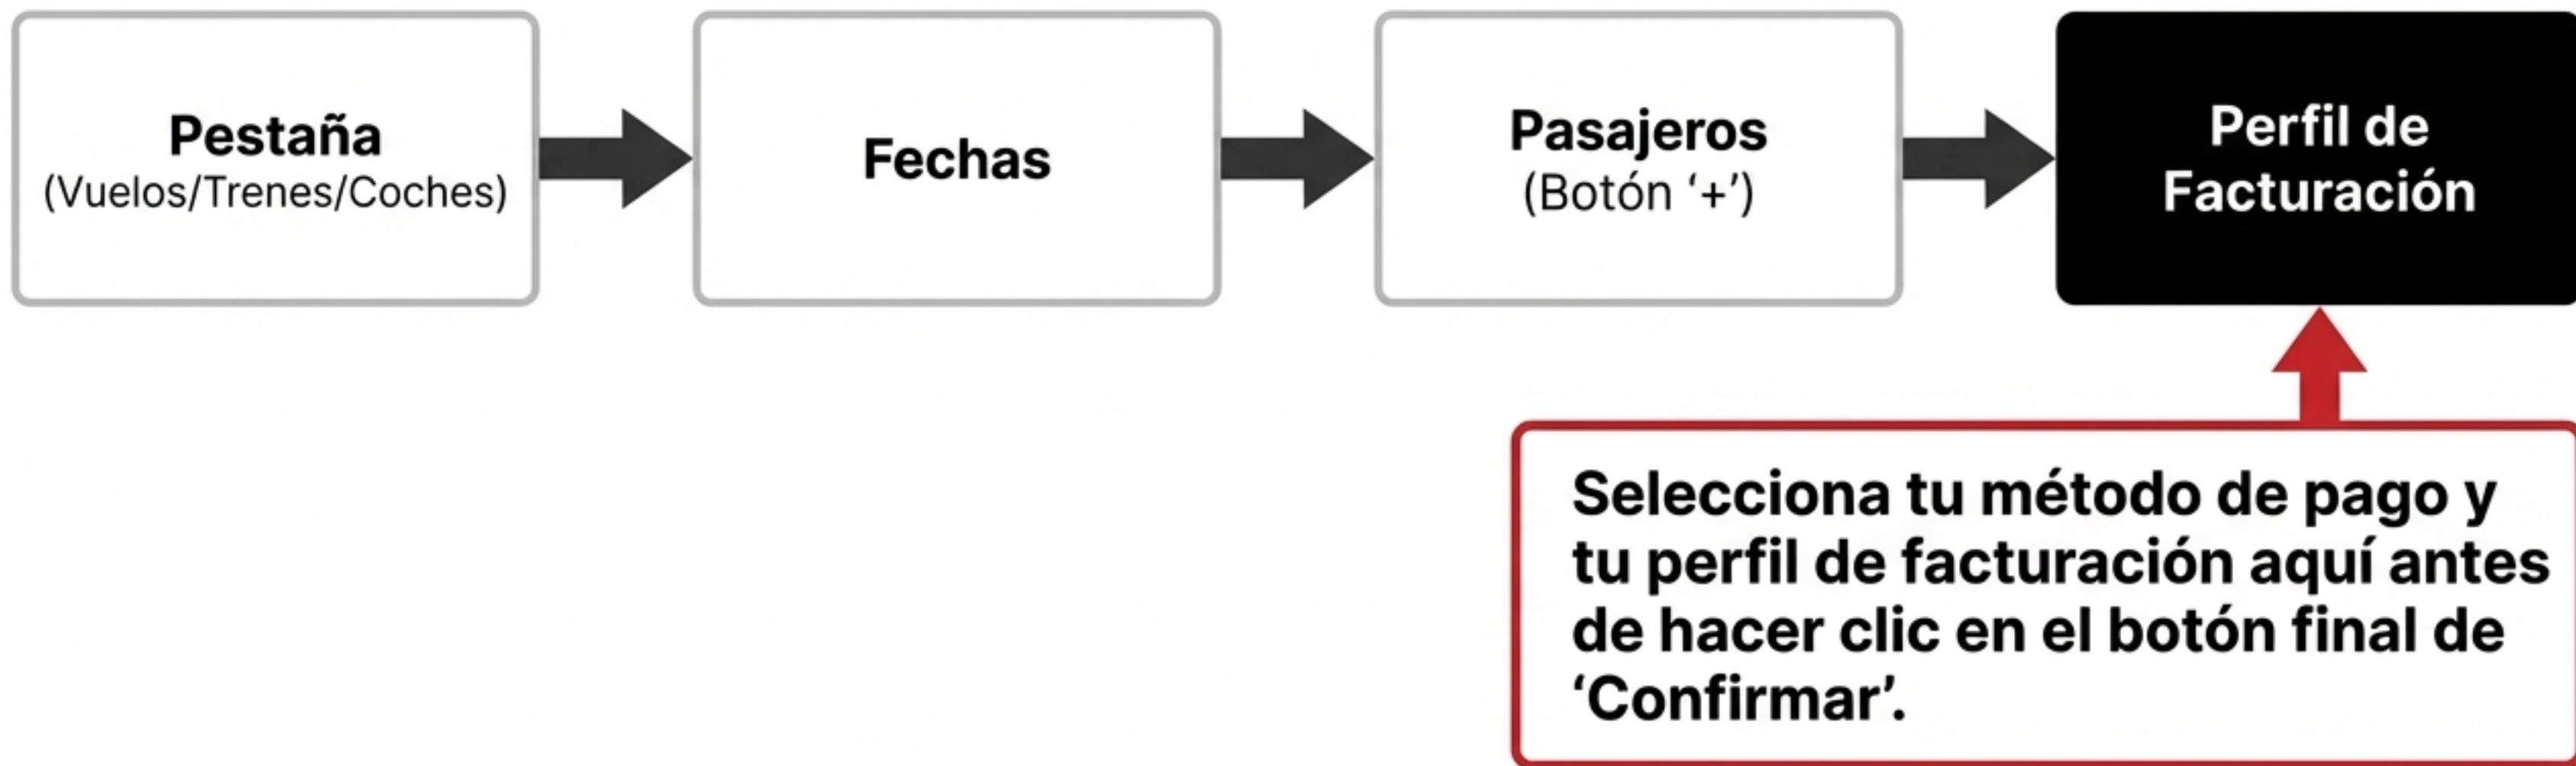 Pestaña
(Vuelos/Trenes/Coches)
Fechas
Pasajeros
(Botón ‘+’)
Perfil de
Facturación
Selecciona tu método de pago y
tu perfil de facturación aquí antes
de hacer clic en el botón final de
‘Confirmar’.